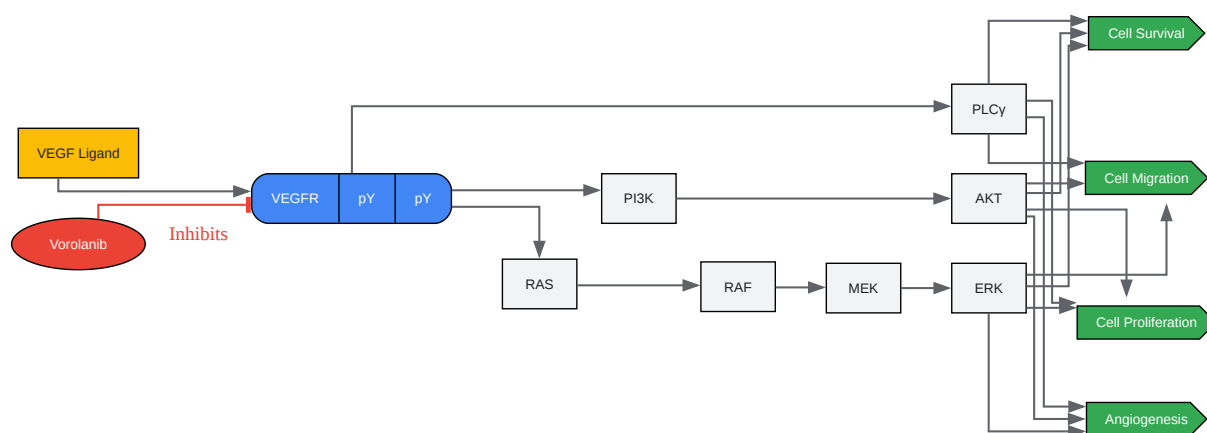 Cell Survival
PLCγ
VEGF Ligand
Cell Migration
VEGFR
pY
pY
PI3K
AKT
Inhibits
Vorolanib
RAS
RAF
MEK
ERK
Cell Proliferation
Angiogenesis